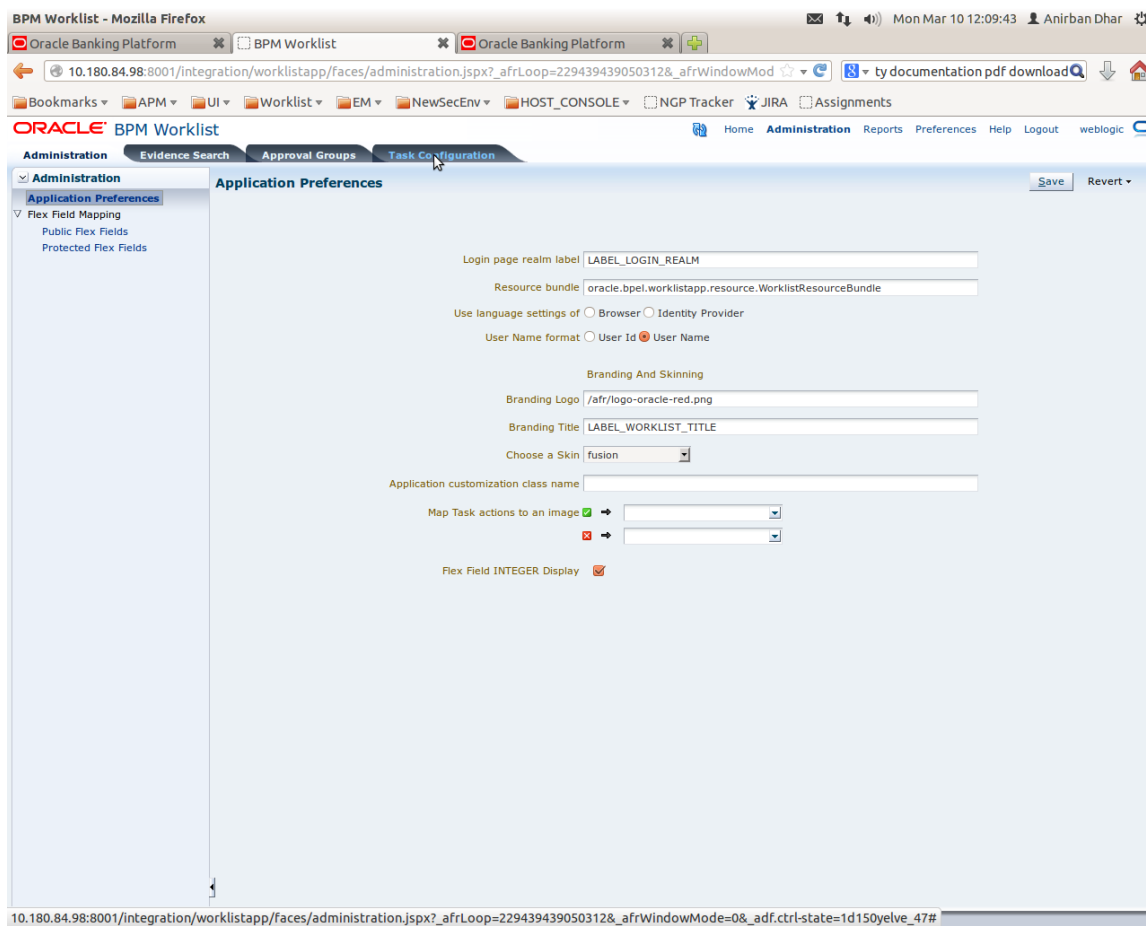 BPM Worklist - Mozilla Firefox
Mon Mar 10 12:09:43 Anirban Dhar
Oracle Banking Platform BPM Worklist Oracle Banking Platform
10.180.84.98:8001/integration/worklistapp/faces/administration.jspx?_afrLoop=229439439050312&_afrWindowMod 8 ty documentation pdf download
Bookmarks APM UI Worklist EM NewSecEnv HOST_CONSOLE NGP Tracker JIRA Assignments
ORACLE BPM Worklist Home Administration Reports Preferences Help Logout weblogic
Administration Evidence Search Approval Groups Task Configuration
Administration
Application Preferences Save Revert
Application Preferences
Flex Field Mapping
Public Flex Fields
Protected Flex Fields
Login page realm label LABEL_LOGIN_REALM
Resource bundle oracle.bpel.worklistapp.resource.WorklistResourceBundle
Use language settings of Browser Identity Provider
User Name format User Id User Name
Branding And Skinning
Branding Logo /afr/logo-oracle-red.png
Branding Title LABEL_WORKLIST_TITLE
Choose a Skin fusion
Application customization class name
Map Task actions to an image
Flex Field INTEGER Display
10.180.84.98:8001/integration/worklistapp/faces/administration.jspx?_afrLoop=229439439050312&_afrWindowMode=0&_adf.ctrl-state=1d150yelve_47#